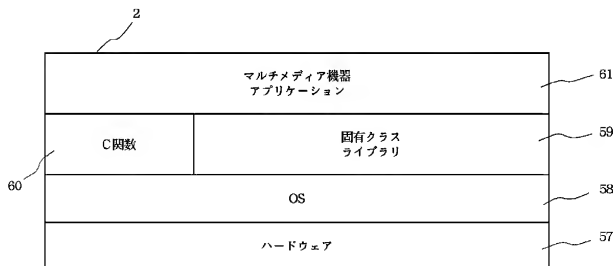 2
マルチメディア機器
アプリケーション
61
C関数
固有クラス
ライブラリ
59
60
OS
58
ハードウェア
57